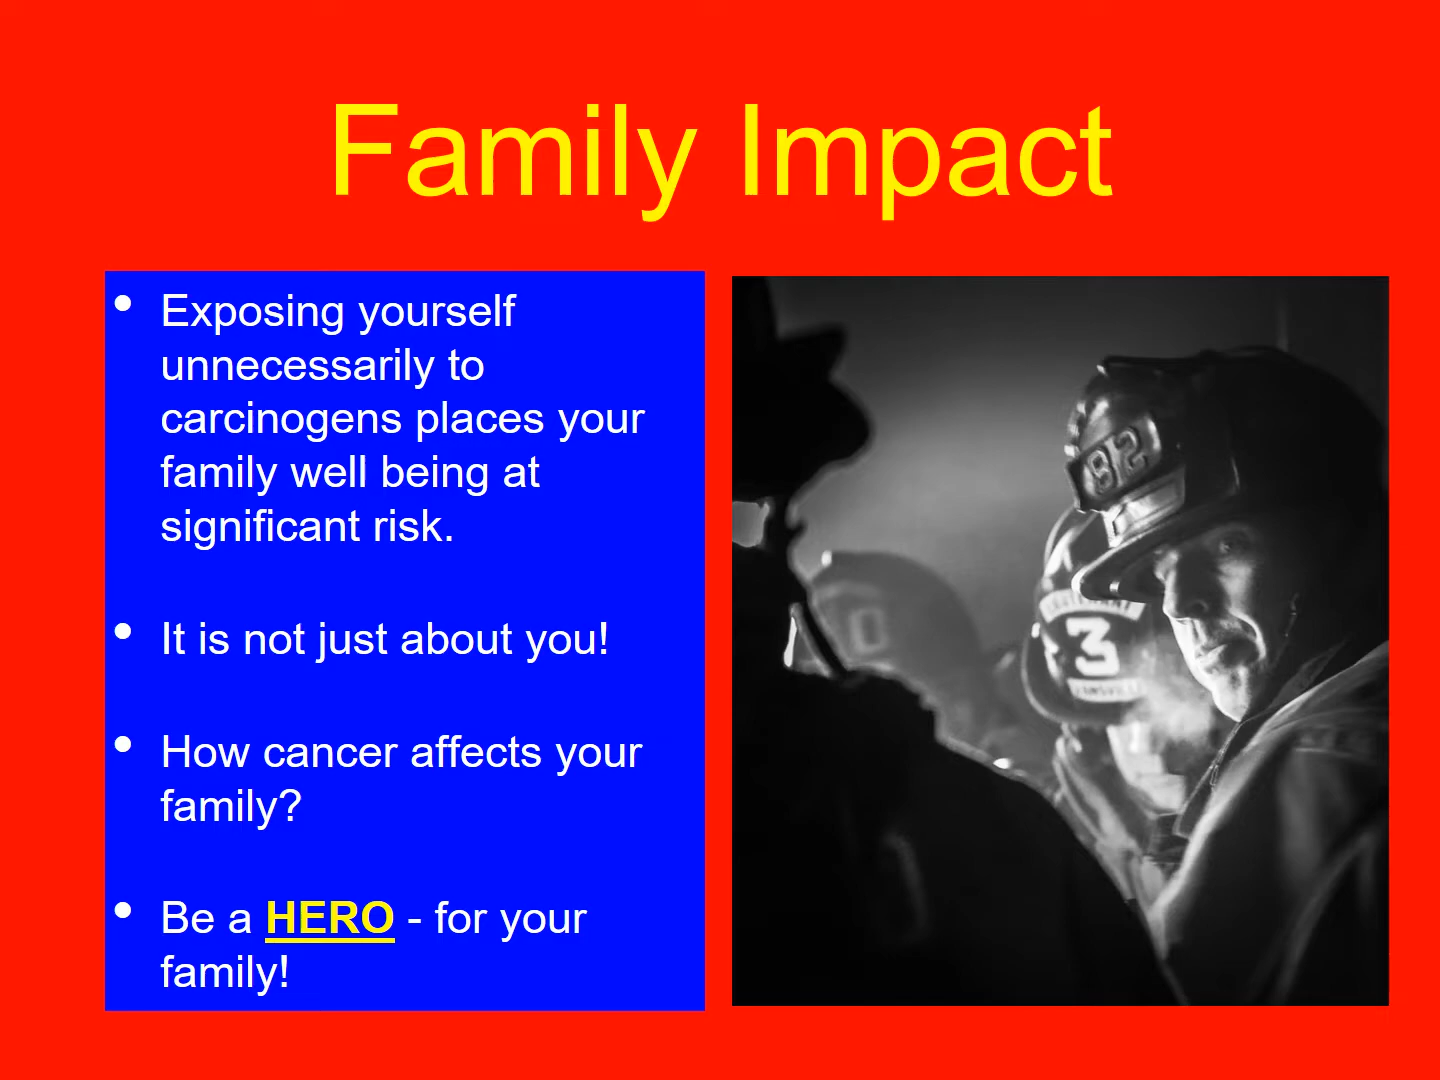 Family Impact
• Exposing yourself
unnecessarily to
carcinogens places your
family well being at
significant risk.
• It is not just about you!
• How cancer affects your
family?
• Be a HERO - for your
family!
82
LIEUTENANT
3